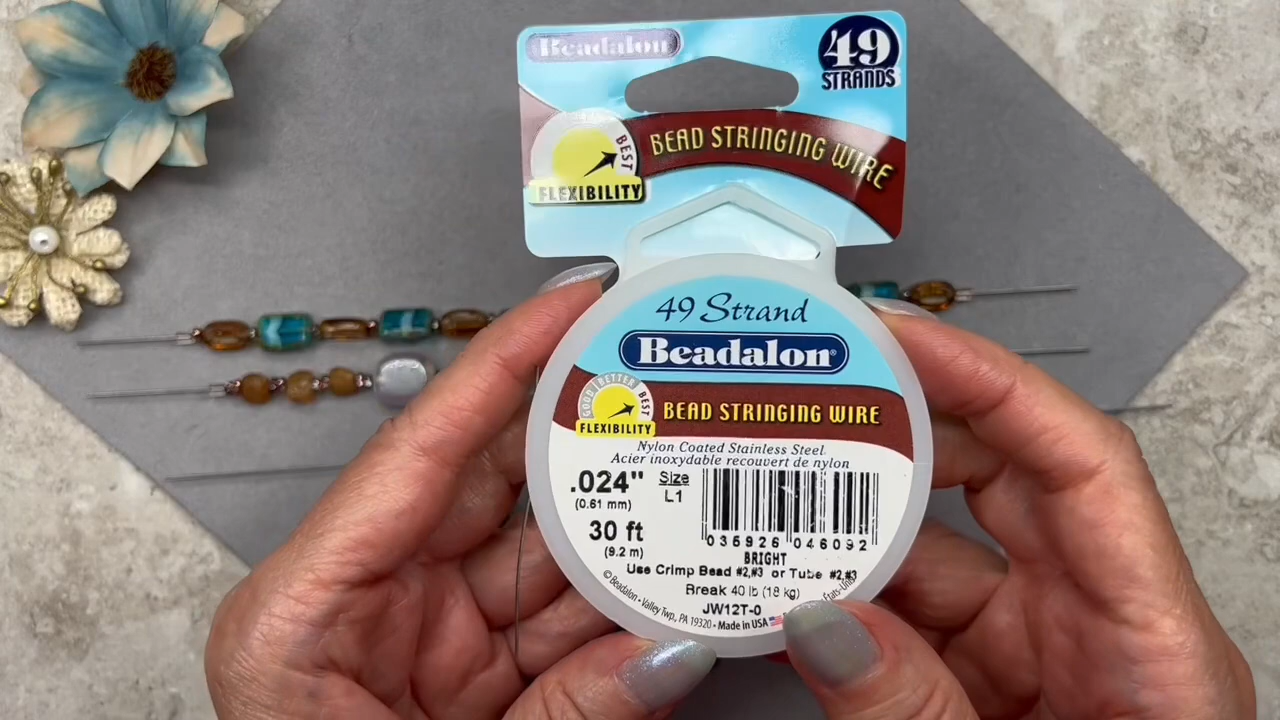 Beadalon
49
STRANDS
BEST
FLEXIBILITY
BEAD STRINGING WIRE
49 Strand
Beadalon®
GOOD BETTER BEST
FLEXIBILITY
BEAD STRINGING WIRE
Nylon Coated Stainless Steel
Acier inoxydable recouvert de nylon
.024"
(0.61 mm)
Size
L1
30 ft
(9.2 m)
0 35926 04609 2
BRIGHT
Use Crimp Bead #2,#3 or Tube #2,#3
Break 40 lb (18 kg)
JW12T-0
© Beadalon • Valley Twp., PA 19320 • Made in USA
États-Unis